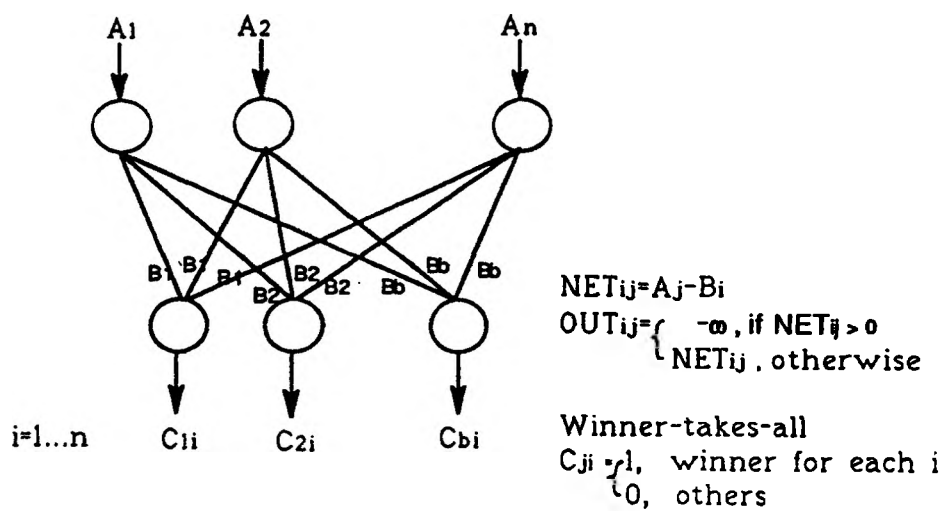 A1 A2 An
B1 B1 B1 B2 B2 B2 Bb Bb Bb
NETij=Aj-Bi
OUTij={ -∞, if NETij > 0
NETij, otherwise
i=1...n C1i C2i Cbi
Winner-takes-all
Cji = {1, winner for each i
0, others